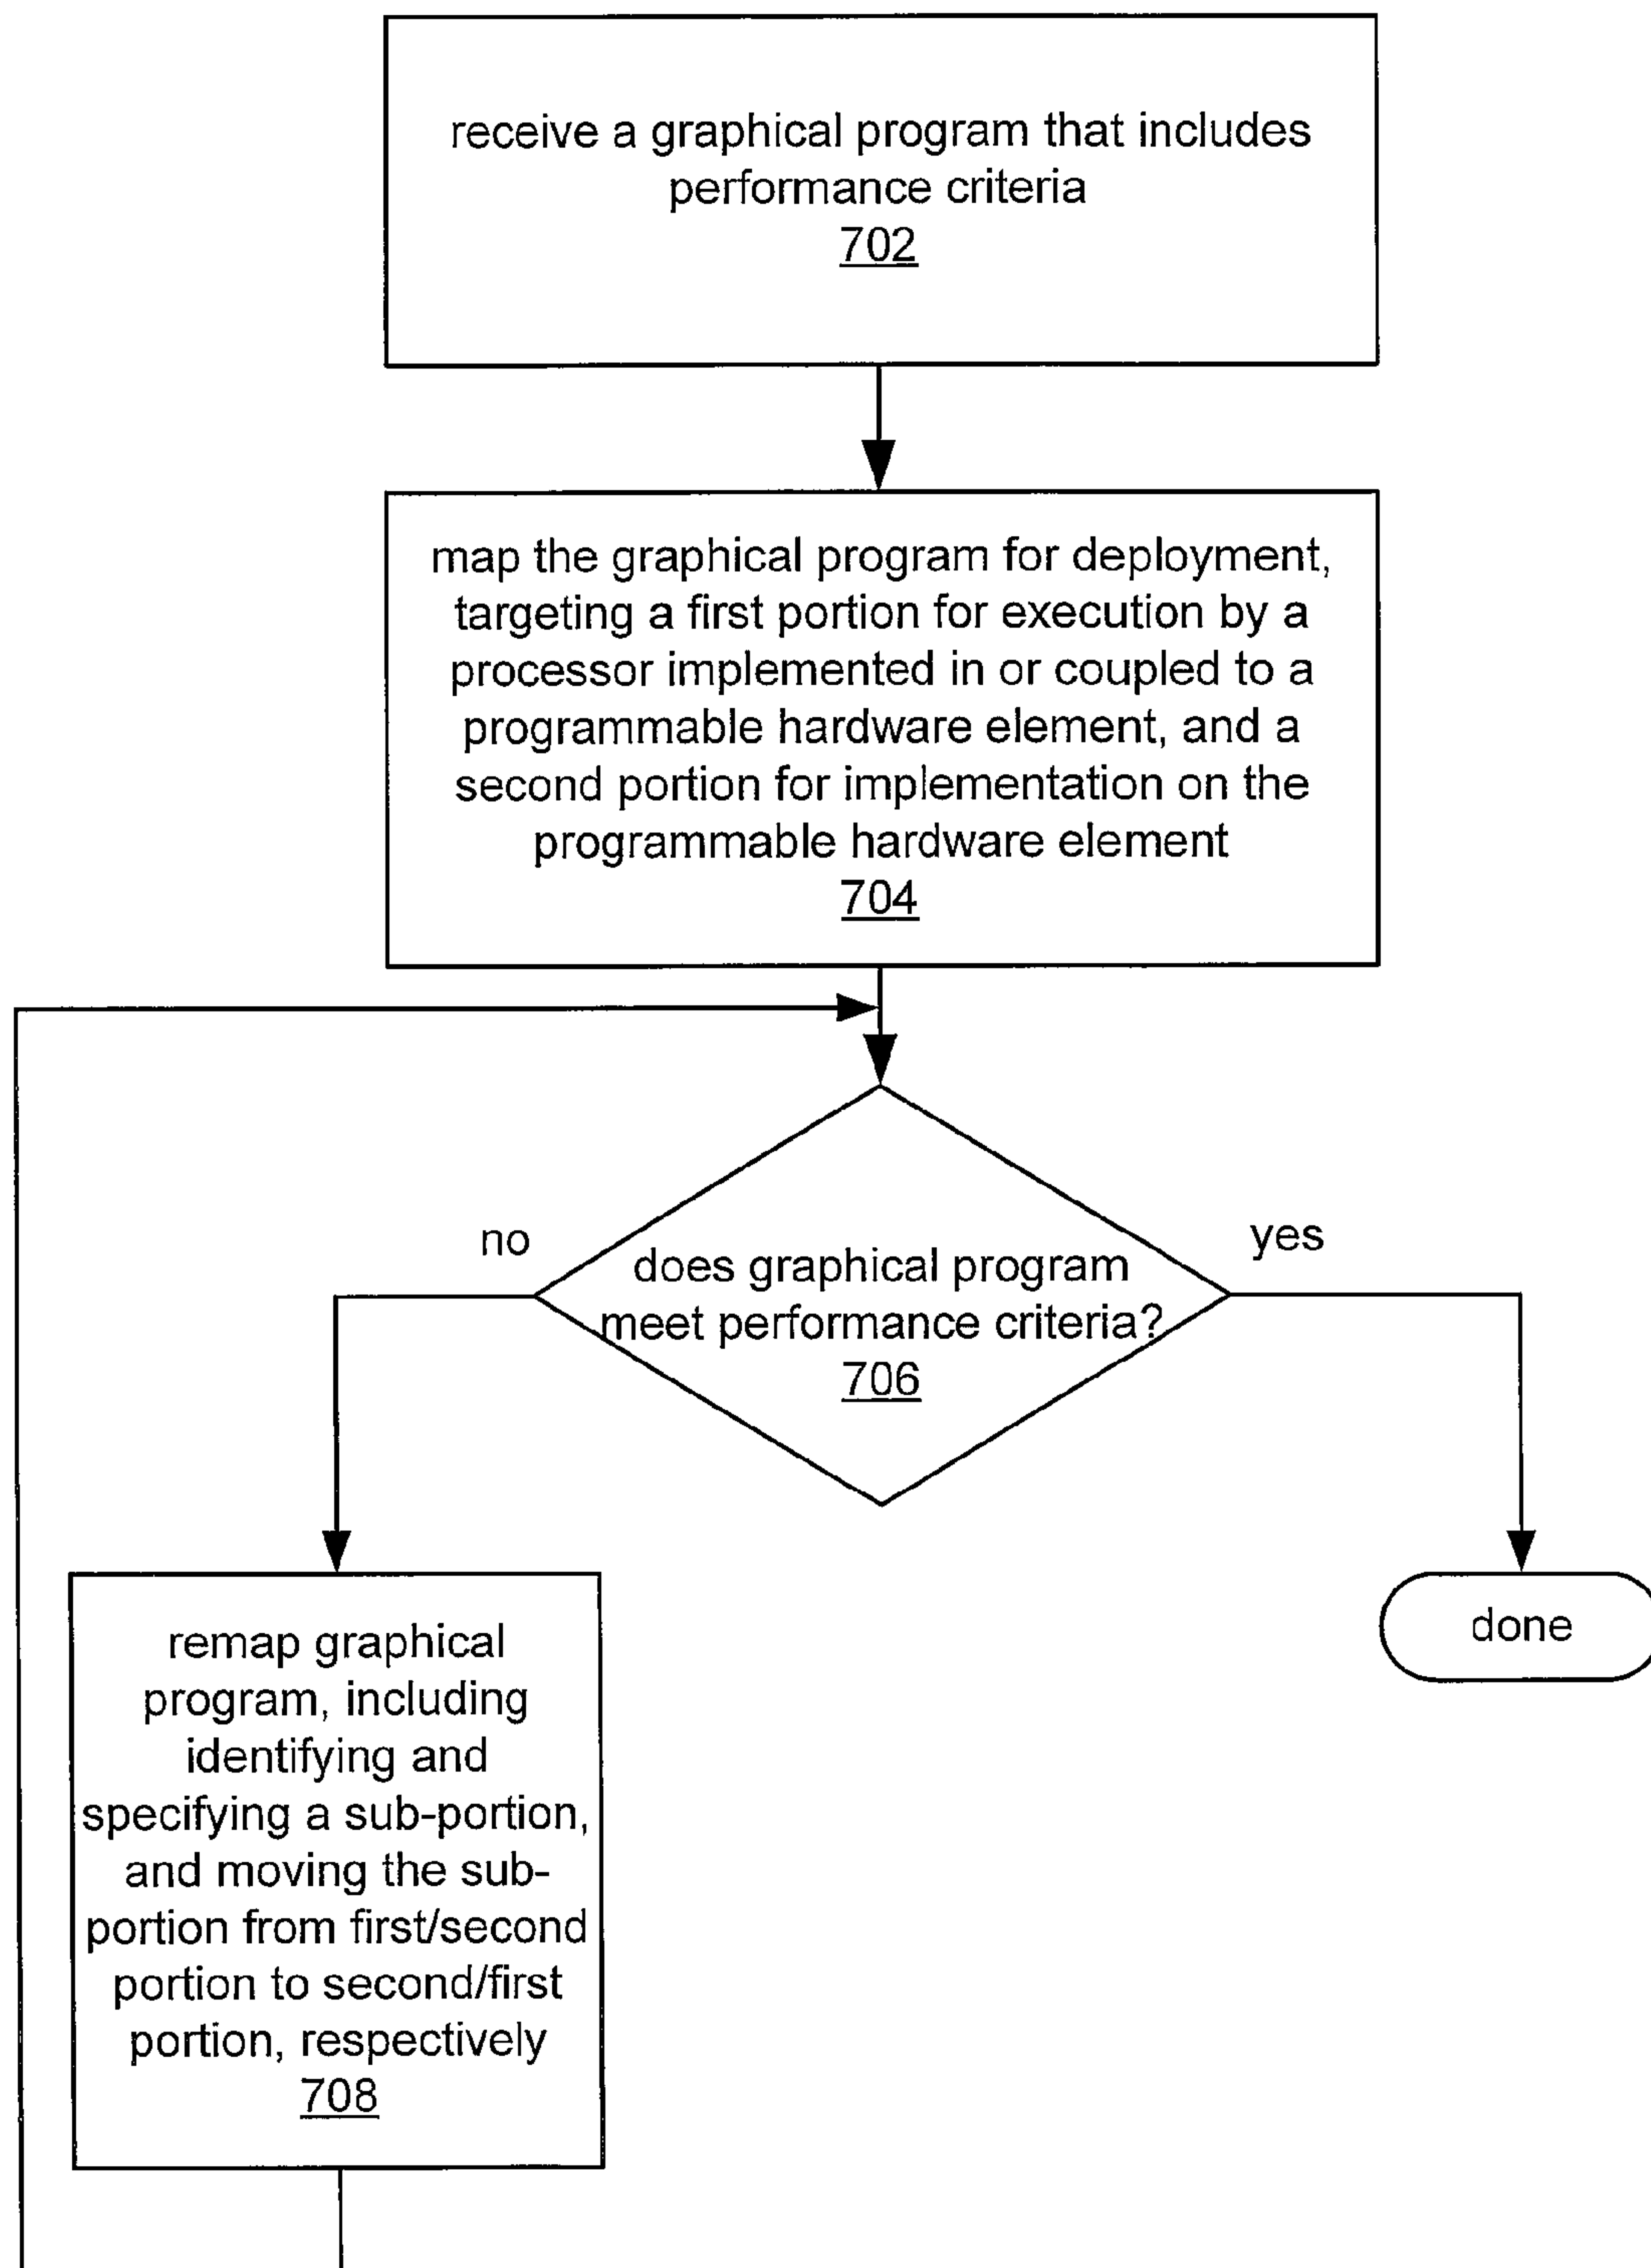 receive a graphical program that includes
performance criteria
702
map the graphical program for deployment,
targeting a first portion for execution by a
processor implemented in or coupled to a
programmable hardware element, and a
second portion for implementation on the
programmable hardware element
704
no
yes
does graphical program
meet performance criteria?
706
remap graphical
program, including
identifying and
specifying a sub-portion,
and moving the sub-
portion from first/second
portion to second/first
portion, respectively
708
done